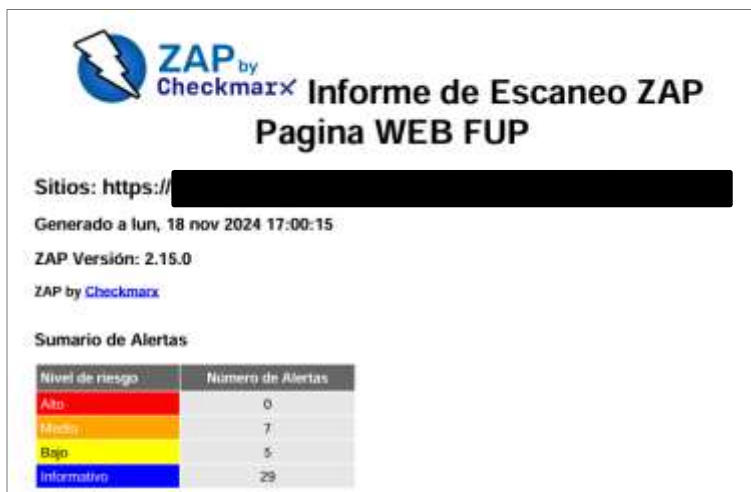 ZAP by
Checkmarx Informe de Escaneo ZAP
Pagina WEB FUP
Sitios: https://
Generado a lun, 18 nov 2024 17:00:15
ZAP Versión: 2.15.0
ZAP by Checkmarx
Sumario de Alertas
Nivel de riesgo Número de Alertas
Alto 0
Medio 7
Bajo 5
Informativo 29